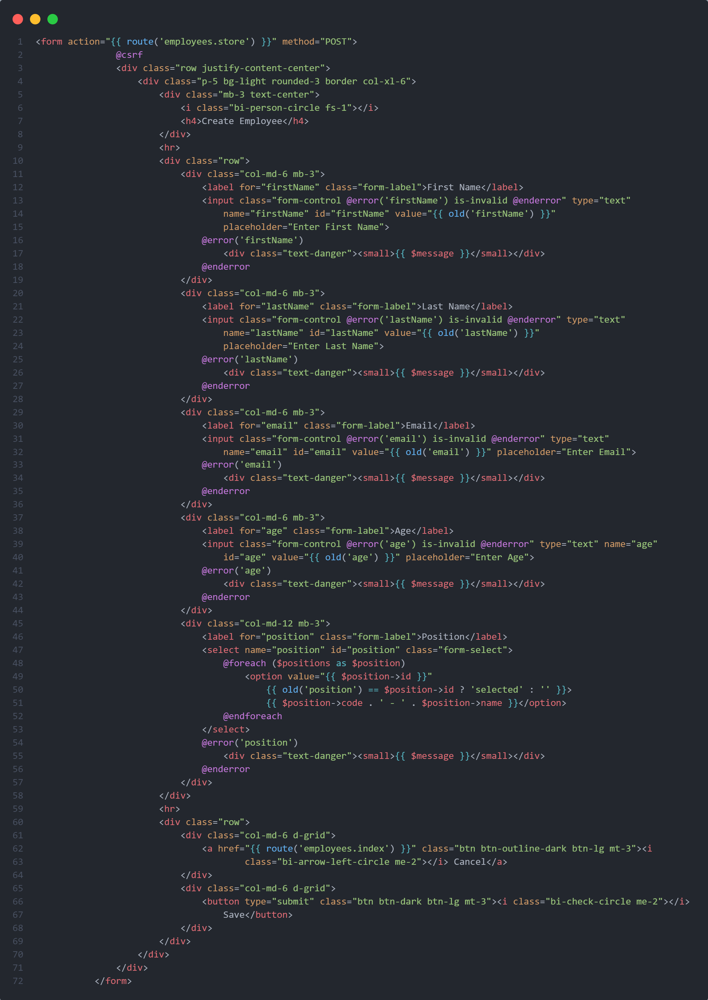 1 <form action="{{ route('employees.store') }}" method="POST">
2 @csrf
3 <div class="row justify-content-center">
4 <div class="p-5 bg-light rounded-3 border col-xl-6">
5 <div class="mb-3 text-center">
6 <i class="bi-person-circle fs-1"></i>
7 <h4>Create Employee</h4>
8 </div>
9 <hr>
10 <div class="row">
11 <div class="col-md-6 mb-3">
12 <label for="firstName" class="form-label">First Name</label>
13 <input class="form-control @error('firstName') is-invalid @enderror" type="text"
14 name="firstName" id="firstName" value="{{ old('firstName') }}"
15 placeholder="Enter First Name">
16 @error('firstName')
17 <div class="text-danger"><small>{{ $message }}</small></div>
18 @enderror
19 </div>
20 <div class="col-md-6 mb-3">
21 <label for="lastName" class="form-label">Last Name</label>
22 <input class="form-control @error('lastName') is-invalid @enderror" type="text"
23 name="lastName" id="lastName" value="{{ old('lastName') }}"
24 placeholder="Enter Last Name">
25 @error('lastName')
26 <div class="text-danger"><small>{{ $message }}</small></div>
27 @enderror
28 </div>
29 <div class="col-md-6 mb-3">
30 <label for="email" class="form-label">Email</label>
31 <input class="form-control @error('email') is-invalid @enderror" type="text"
32 name="email" id="email" value="{{ old('email') }}" placeholder="Enter Email">
33 @error('email')
34 <div class="text-danger"><small>{{ $message }}</small></div>
35 @enderror
36 </div>
37 <div class="col-md-6 mb-3">
38 <label for="age" class="form-label">Age</label>
39 <input class="form-control @error('age') is-invalid @enderror" type="text" name="age"
40 id="age" value="{{ old('age') }}" placeholder="Enter Age">
41 @error('age')
42 <div class="text-danger"><small>{{ $message }}</small></div>
43 @enderror
44 </div>
45 <div class="col-md-12 mb-3">
46 <label for="position" class="form-label">Position</label>
47 <select name="position" id="position" class="form-select">
48 @foreach ($positions as $position)
49 <option value="{{ $position->id }}"
50 {{ old('position') == $position->id ? 'selected' : '' }}>
51 {{ $position->code . ' - ' . $position->name }}</option>
52 @endforeach
53 </select>
54 @error('position')
55 <div class="text-danger"><small>{{ $message }}</small></div>
56 @enderror
57 </div>
58 </div>
59 <hr>
60 <div class="row">
61 <div class="col-md-6 d-grid">
62 <a href="{{ route('employees.index') }}" class="btn btn-outline-dark btn-lg mt-3"><i
63 class="bi-arrow-left-circle me-2"></i> Cancel</a>
64 </div>
65 <div class="col-md-6 d-grid">
66 <button type="submit" class="btn btn-dark btn-lg mt-3"><i class="bi-check-circle me-2"></i>
67 Save</button>
68 </div>
69 </div>
70 </div>
71 </div>
72 </form>